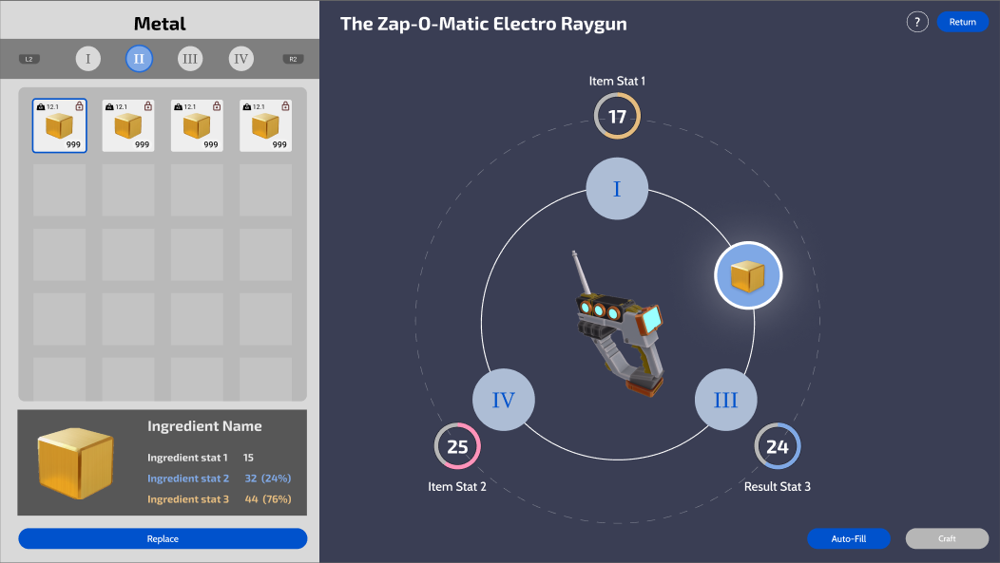 Metal
L2
I
II
III
IV
R2
12.1
999
12.1
999
12.1
999
12.1
999
Ingredient Name
Ingredient stat 1 15
Ingredient stat 2 32 (24%)
Ingredient stat 3 44 (76%)
Replace
The Zap-O-Matic Electro Raygun
?
Return
Item Stat 1
17
I
IV
III
25
24
Item Stat 2
Result Stat 3
Auto-Fill
Craft